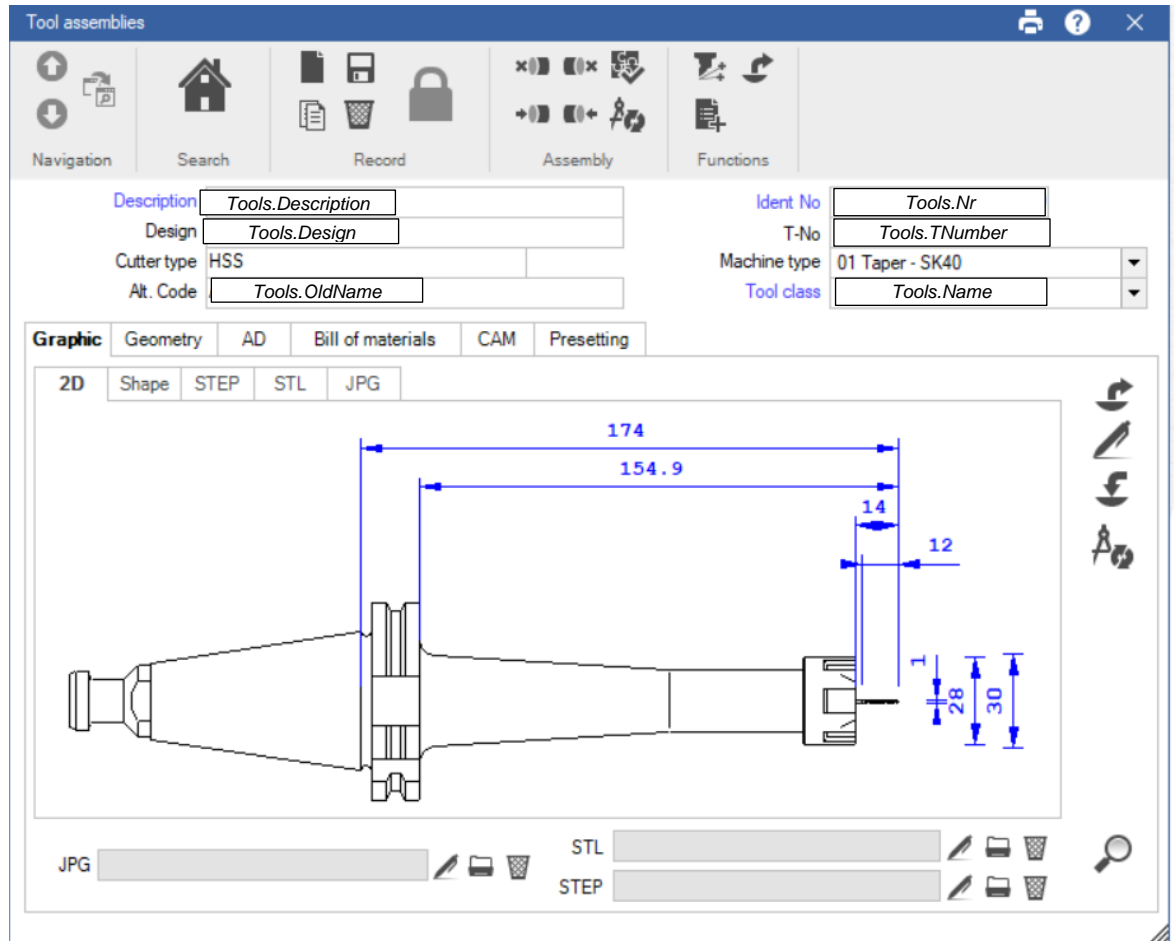 Tool assemblies
Navigation Search Record Assembly Functions
Description Tools.Description Ident No Tools.Nr
Design Tools.Design T-No Tools.TNumber
Cutter type HSS Machine type 01 Taper - SK40
Alt. Code Tools.OldName Tool class Tools.Name
Graphic Geometry AD Bill of materials CAM Presetting
2D Shape STEP STL JPG
174
154.9
14
12
1
28
30
JPG
STL
STEP